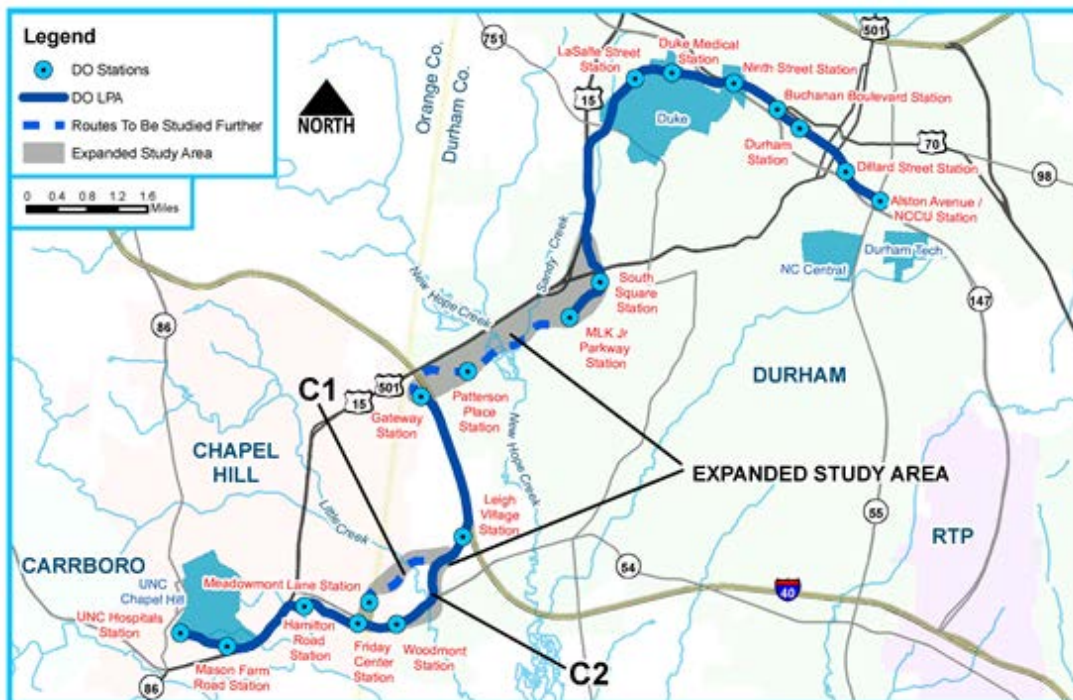 Legend
DO Stations
DO LPA
Routes To Be Studied Further
Expanded Study Area
0 0.4 0.8 1.2 1.6
Miles
NORTH
Orange Co.
Durham Co.
751
501
15
70
98
147
LaSalle Street
Station
Duke Medical
Station
Ninth Street Station
Buchanan Boulevard Station
Duke
Durham
Station
Dillard Street Station
Alston Avenue /
NCCU Station
NC Central
Durham Tech
Sandy Creek
New Hope Creek
South
Square
Station
MLK Jr
Parkway
Station
86
DURHAM
Patterson
Place
Station
C1
501
15
Gateway
Station
New Hope Creek
CHAPEL
HILL
EXPANDED STUDY AREA
Leigh
Village
Station
Little Creek
55
RTP
54
40
CARRBORO
UNC
Chapel Hill
Meadowmont Lane Station
UNC Hospitals
Station
Hamilton
Road
Station
Friday
Center
Station
Woodmont
Station
Mason Farm
Road Station
C2
86